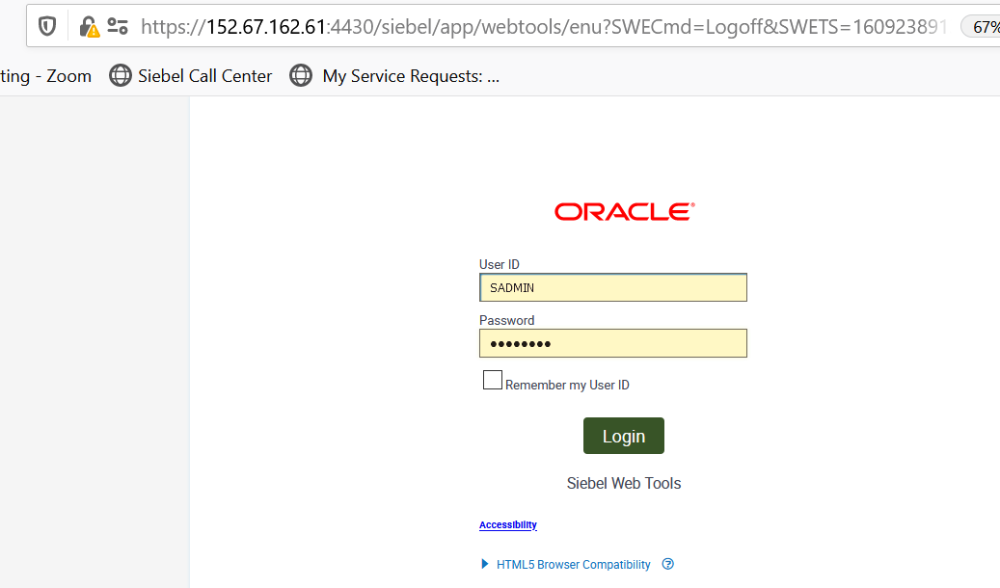 https://152.67.162.61:4430/siebel/app/webtools/enu?SWECmd=Logoff&SWETS=160923891
67%
ting - Zoom Siebel Call Center My Service Requests: ...
ORACLE
User ID
SADMIN
Password
••••••••
Remember my User ID
Login
Siebel Web Tools
Accessibility
HTML5 Browser Compatibility ?